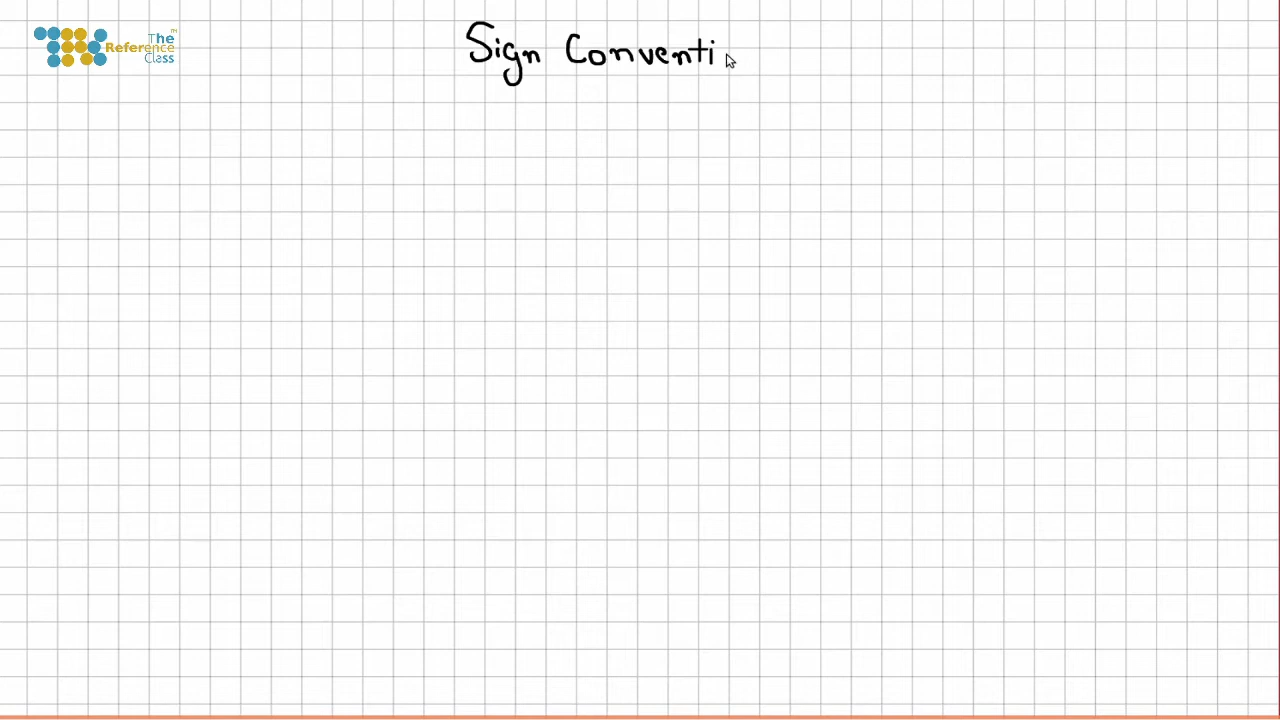 The
Reference
Class
Sign Conventi